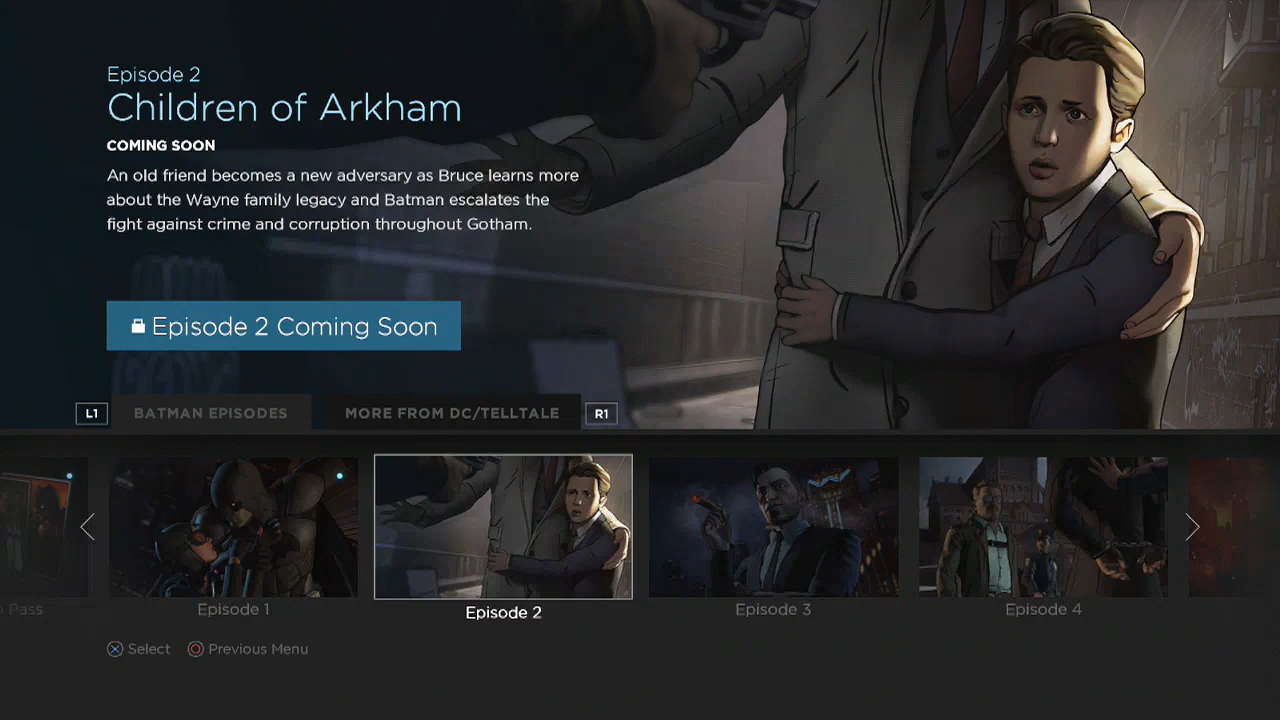 Episode 2
Children of Arkham
COMING SOON
An old friend becomes a new adversary as Bruce learns more
about the Wayne family legacy and Batman escalates the
fight against crime and corruption throughout Gotham.
Episode 2 Coming Soon
L1 BATMAN EPISODES MORE FROM DC/TELLTALE R1
Pass Episode 1 Episode 2 Episode 3 Episode 4
Select Previous Menu